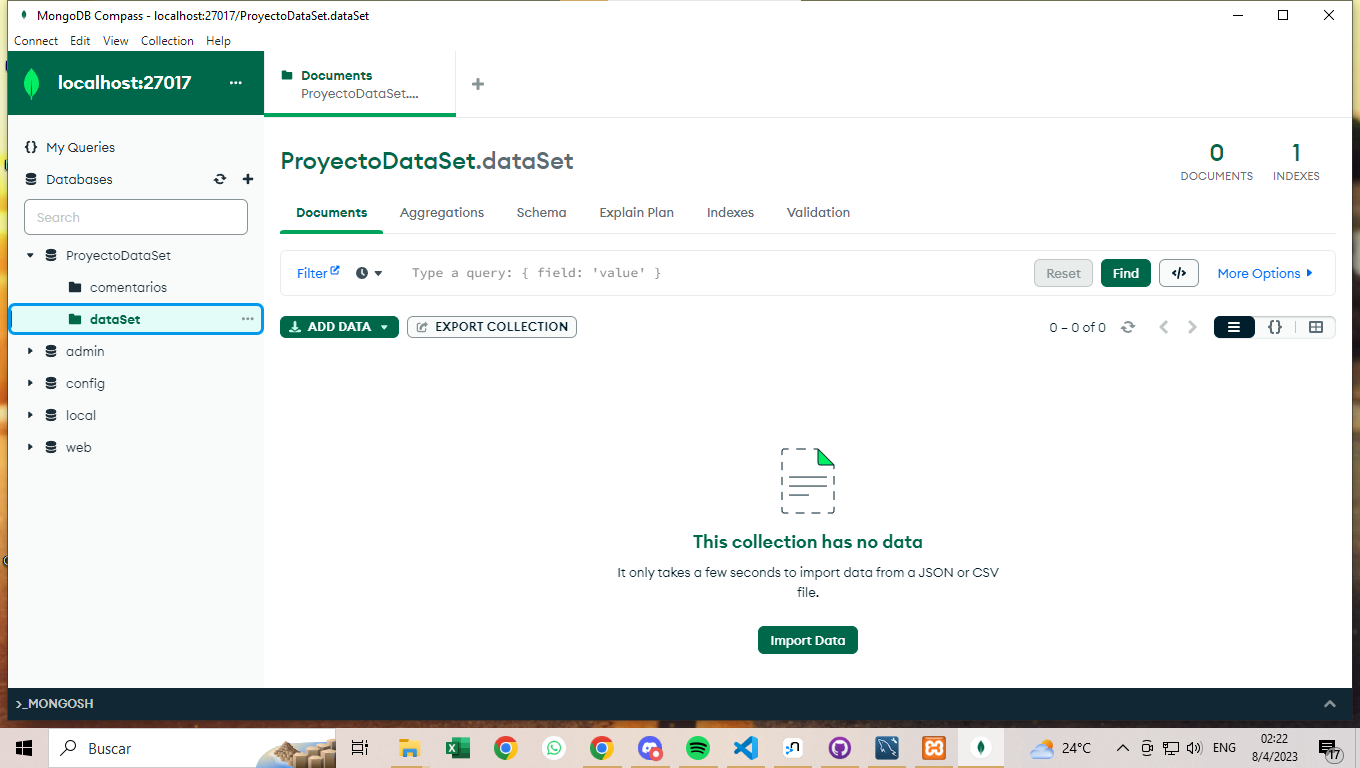 MongoDB Compass - localhost:27017/ProyectoDataSet.dataSet
Connect Edit View Collection Help
localhost:27017 ...
Documents
ProyectoDataSet....
+
{} My Queries
Databases
Search
ProyectoDataSet
comentarios
dataSet
admin
config
local
web
ProyectoDataSet.dataSet
0
DOCUMENTS
1
INDEXES
Documents Aggregations Schema Explain Plan Indexes Validation
Filter Type a query: { field: 'value' } Reset Find </> More Options
ADD DATA EXPORT COLLECTION 0 – 0 of 0 {}
This collection has no data
It only takes a few seconds to import data from a JSON or CSV
file.
Import Data
>_MONGOSH
Buscar
24°C
ENG
02:22
8/4/2023
17